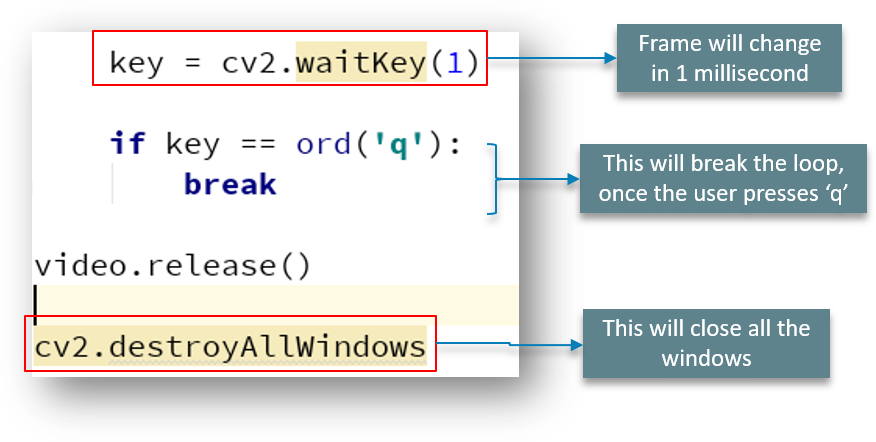 key = cv2.waitKey(1)
Frame will change
in 1 millisecond
if key == ord('q'):
break
This will break the loop,
once the user presses ‘q’
video.release()
cv2.destroyAllWindows
This will close all the
windows